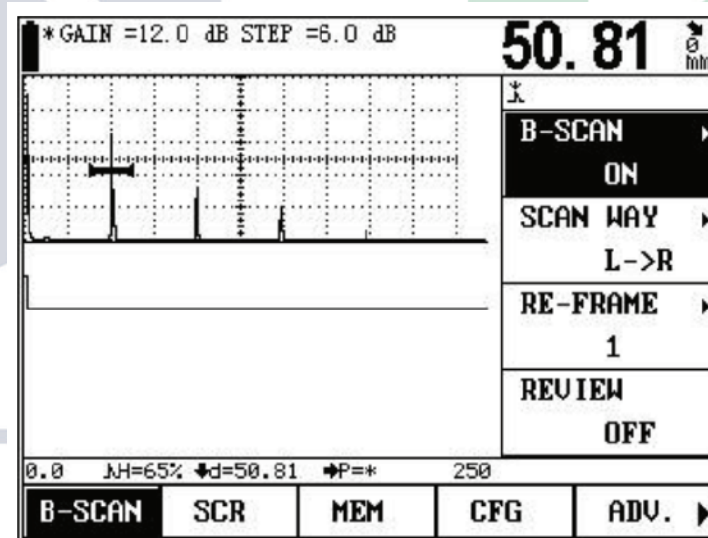 *GAIN =12.0 dB STEP =6.0 dB
50.81
0
mm
B-SCAN
ON
SCAN WAY
L->R
RE-FRAME
1
REVIEW
OFF
0.0 H=65% d=50.81 P=* 250
B-SCAN SCR MEM CFG ADV.